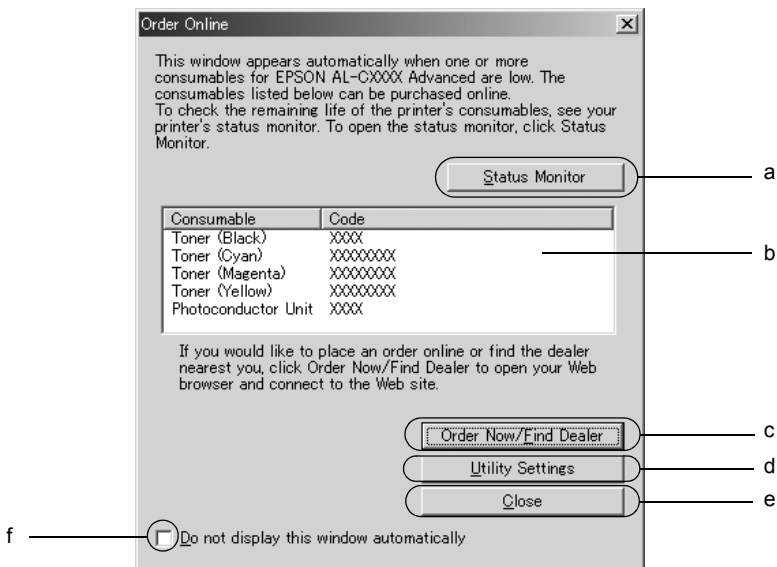 Order Online
This window appears automatically when one or more
consumables for EPSON AL-CXXXX Advanced are low. The
consumables listed below can be purchased online.
To check the remaining life of the printer's consumables, see your
printer's status monitor. To open the status monitor, click Status
Monitor.
Status Monitor a
Consumable Code
Toner (Black) XXXX
Toner (Cyan) XXXXXXXX
Toner (Magenta) XXXXXXXX
Toner (Yellow) XXXXXXXX
Photoconductor Unit XXXX
b
If you would like to place an order online or find the dealer
nearest you, click Order Now/Find Dealer to open your Web
browser and connect to the Web site.
Order Now/Find Dealer c
Utility Settings d
Close e
f Do not display this window automatically